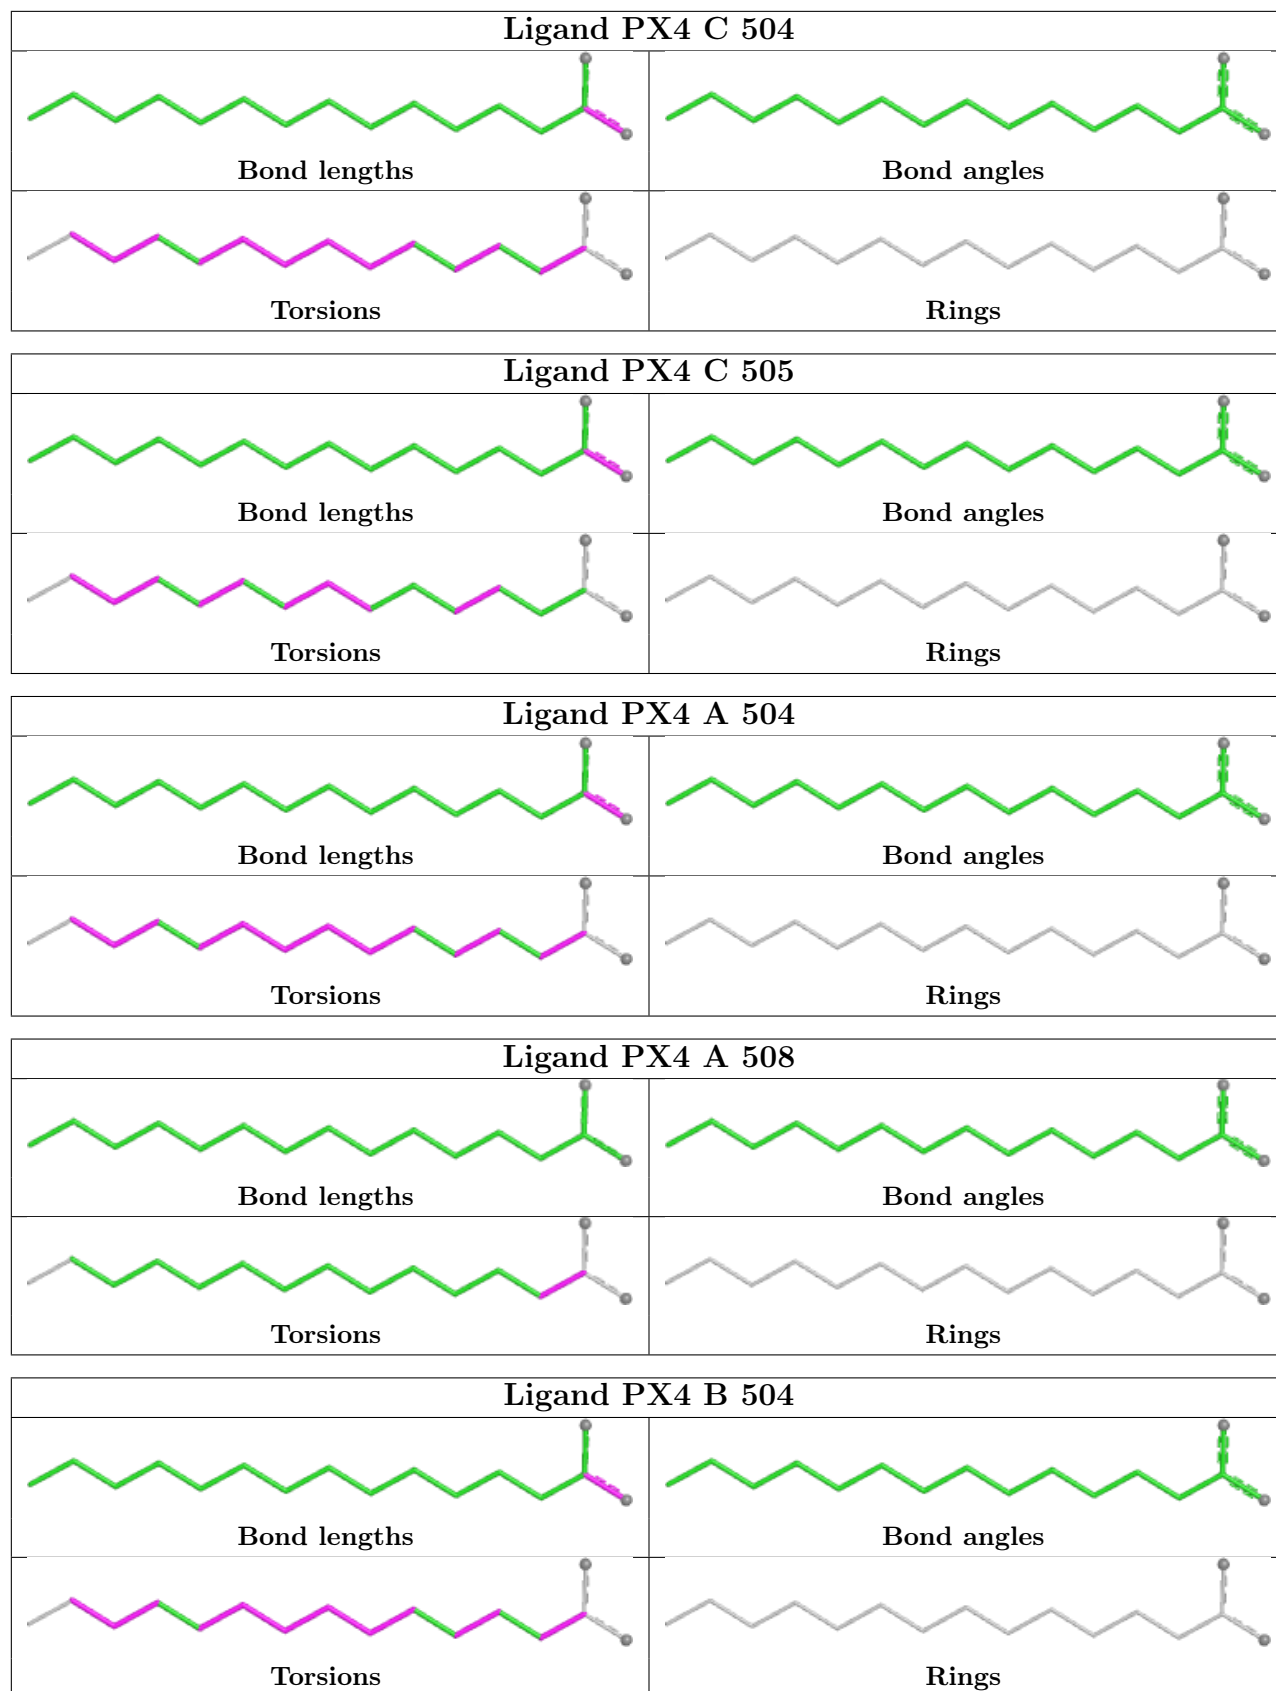 Ligand PX4 C 504
Bond lengths
Bond angles
Torsions
Rings
Ligand PX4 C 505
Bond lengths
Bond angles
Torsions
Rings
Ligand PX4 A 504
Bond lengths
Bond angles
Torsions
Rings
Ligand PX4 A 508
Bond lengths
Bond angles
Torsions
Rings
Ligand PX4 B 504
Bond lengths
Bond angles
Torsions
Rings